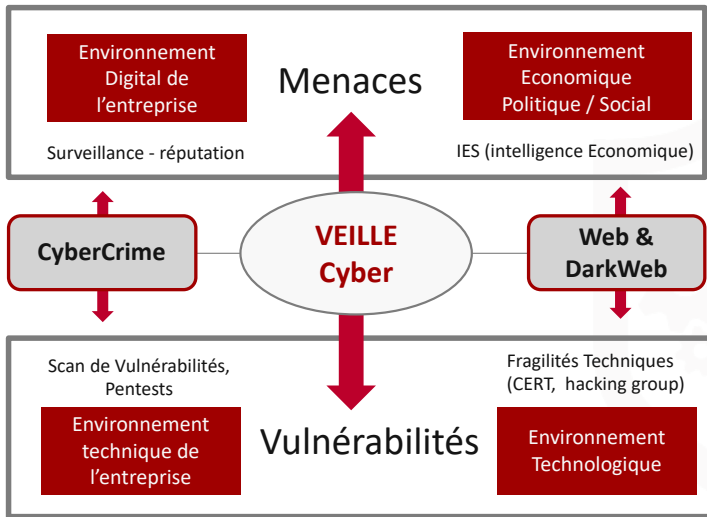 Environnement
Digital de
l’entreprise
Menaces
Environnement
Economique
Politique / Social
Surveillance - réputation
IES (intelligence Economique)
CyberCrime
VEILLE
Cyber
Web &
DarkWeb
Scan de Vulnérabilités,
Pentests
Fragilités Techniques
(CERT,  hacking group)
Environnement
technique de
l’entreprise
Vulnérabilités
Environnement
Technologique